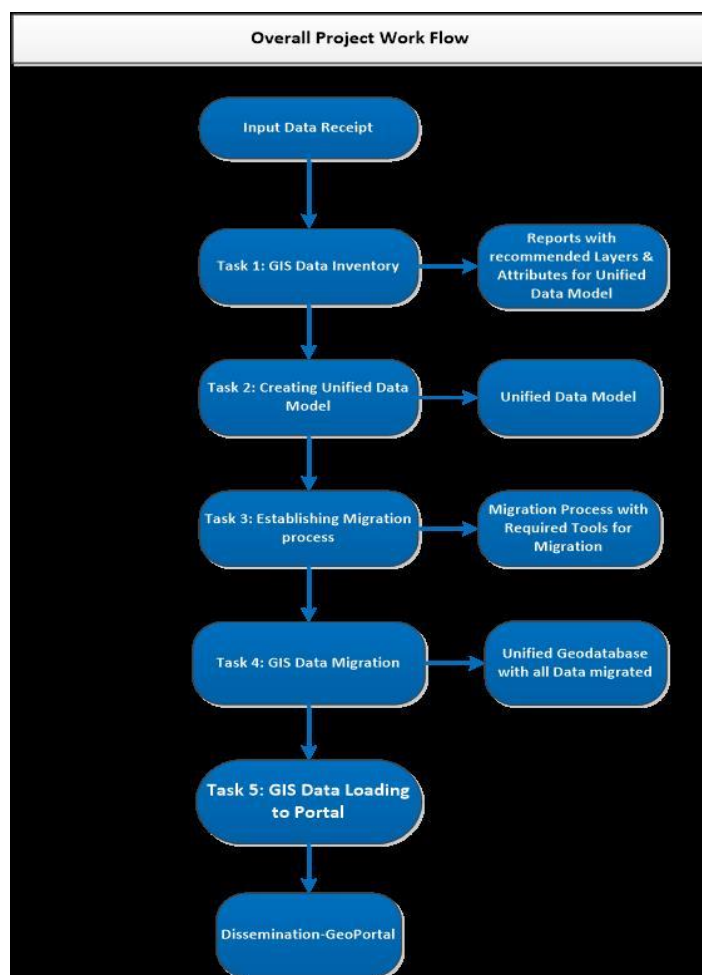 Overall Project Work Flow
Input Data Receipt
Task 1: GIS Data Inventory
Reports with
recommended Layers &
Attributes for Unified
Data Model
Task 2: Creating Unified Data
Model
Unified Data Model
Task 3: Establishing Migration
process
Migration Process with
Required Tools for
Migration
Task 4: GIS Data Migration
Unified Geodatabase
with all Data migrated
Task 5: GIS Data Loading
to Portal
Dissemination-GeoPortal